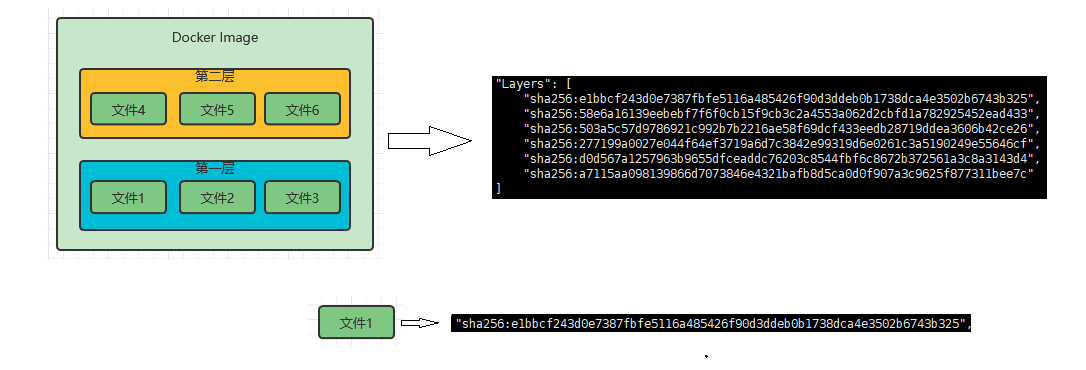 Docker Image
第二层
文件4
文件5
文件6
第一层
文件1
文件2
文件3
"Layers": [
"sha256:e1bbcf243d0e7387fbfe5116a485426f90d3ddeb0b1738dca4e3502b6743b325",
"sha256:58e6a16139eebebf7f6f0cb15f9cb3c2a4553a062d2cbfd1a782925452ead433",
"sha256:503a5c57d9786921c992b7b2216ae58f69dcf433eedb28719ddea3606b42ce26",
"sha256:277199a0027e044f64ef3719a6d7c3842e99319d6e0261c3a5190249e55646cf",
"sha256:d0d567a1257963b9655dfceaddc76203c8544fbf6c8672b372561a3c8a3143d4",
"sha256:a7115aa098139866d7073846e4321bafb8d5ca0d0f907a3c9625f877311bee7c"
]
文件1
"sha256:e1bbcf243d0e7387fbfe5116a485426f90d3ddeb0b1738dca4e3502b6743b325",